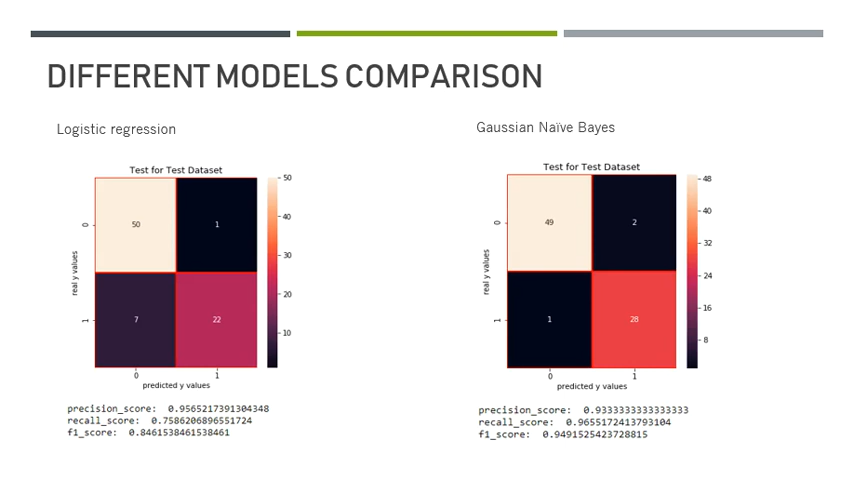 DIFFERENT MODELS COMPARISON
Logistic regression
Test for Test Dataset
real y values
0
1
50
1
7
22
0
1
predicted y values
50
40
30
20
10
precision_score: 0.9565217391304348
recall_score: 0.7586206896551724
f1_score: 0.8461538461538461
Gaussian Naïve Bayes
Test for Test Dataset
real y values
0
1
49
2
1
28
0
1
predicted y values
48
40
32
24
16
8
precision_score: 0.9333333333333333
recall_score: 0.9655172413793104
f1_score: 0.9491525423728815